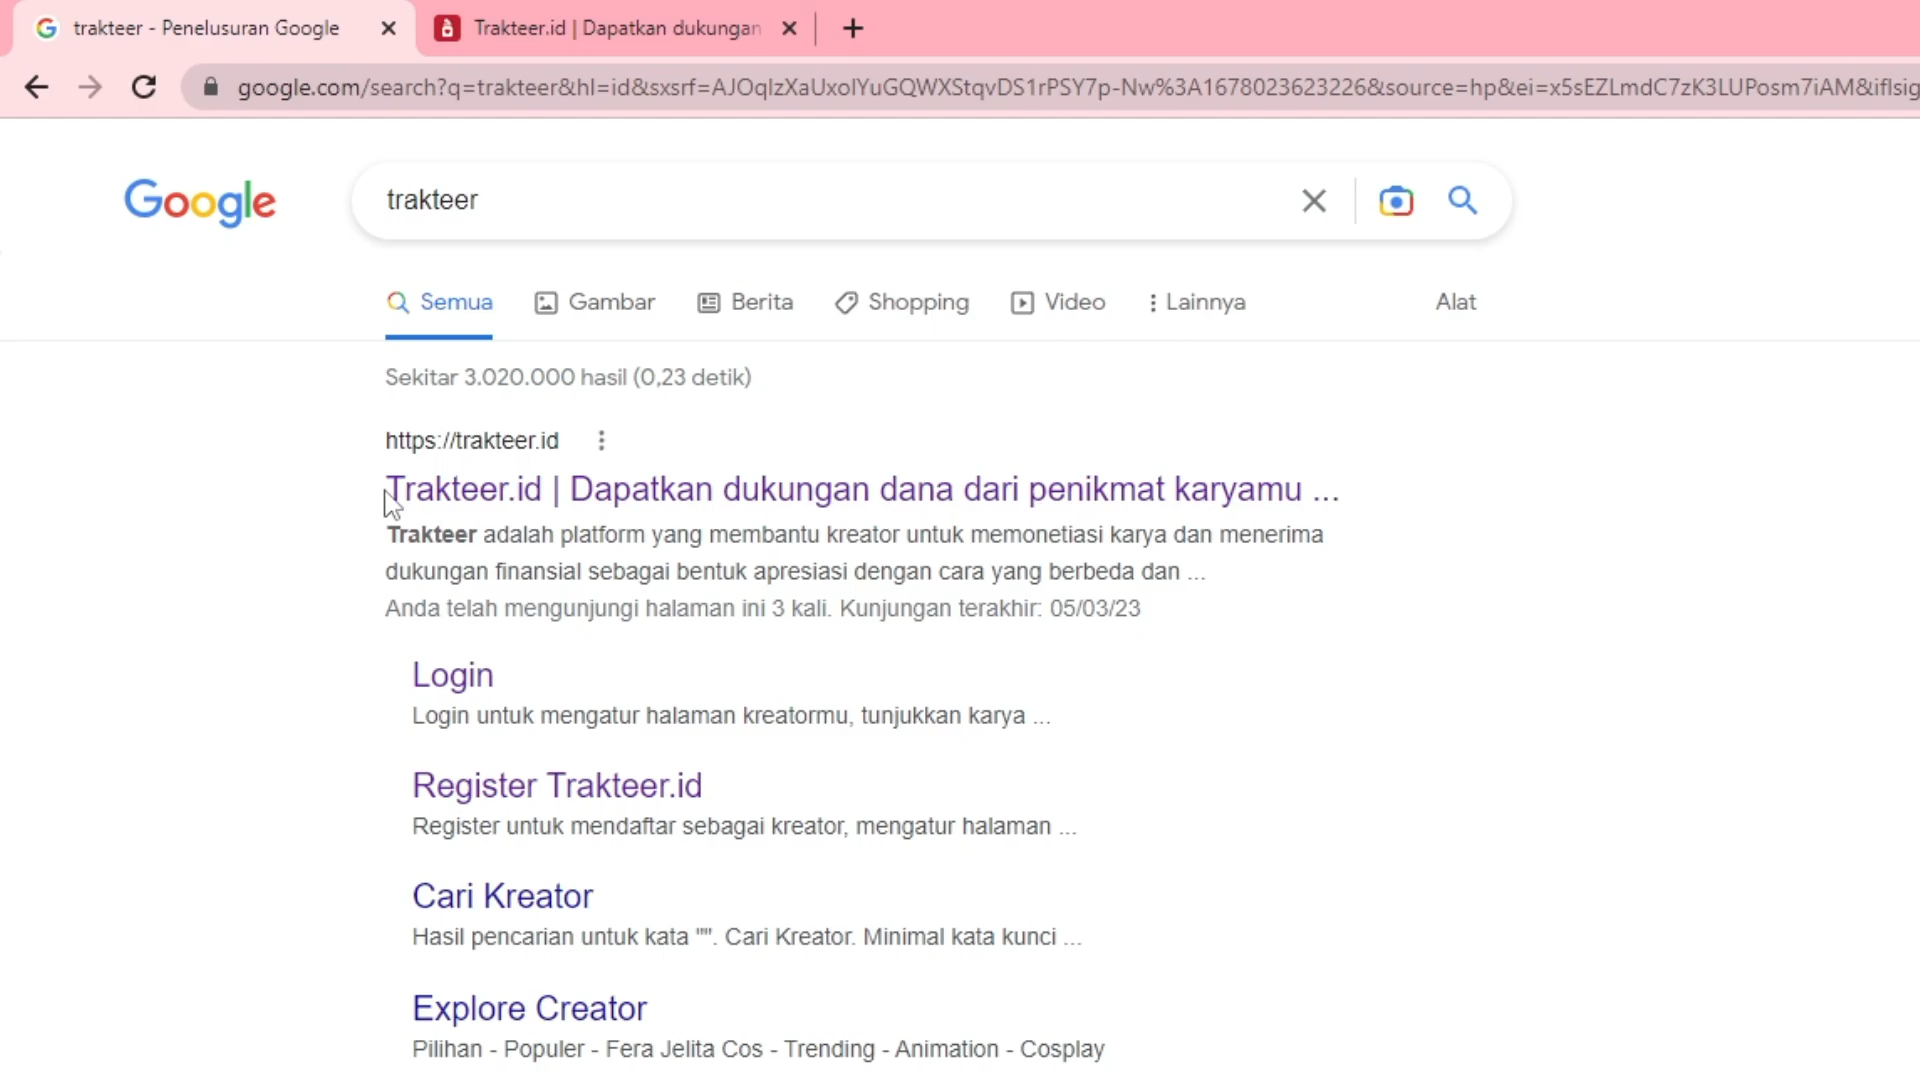 trakteer - Penelusuran Google
Trakteer.id | Dapatkan dukungan
google.com/search?q=trakteer&hl=id&sxsrf=AJOqlzXaUxolYuGQWXStqvDS1rPSY7p-Nw%3A1678023623226&source=hp&ei=x5sEZLmdC7zK3LUPosm7iAM&iflsig
Google
trakteer
Semua
Gambar
Berita
Shopping
Video
Lainnya
Alat
Sekitar 3.020.000 hasil (0,23 detik)
https://trakteer.id
Trakteer.id | Dapatkan dukungan dana dari penikmat karyamu ...
Trakteer adalah platform yang membantu kreator untuk memonetiasi karya dan menerima
dukungan finansial sebagai bentuk apresiasi dengan cara yang berbeda dan ...
Anda telah mengunjungi halaman ini 3 kali. Kunjungan terakhir: 05/03/23
Login
Login untuk mengatur halaman kreatormu, tunjukkan karya ...
Register Trakteer.id
Register untuk mendaftar sebagai kreator, mengatur halaman ...
Cari Kreator
Hasil pencarian untuk kata "". Cari Kreator. Minimal kata kunci ...
Explore Creator
Pilihan - Populer - Fera Jelita Cos - Trending - Animation - Cosplay